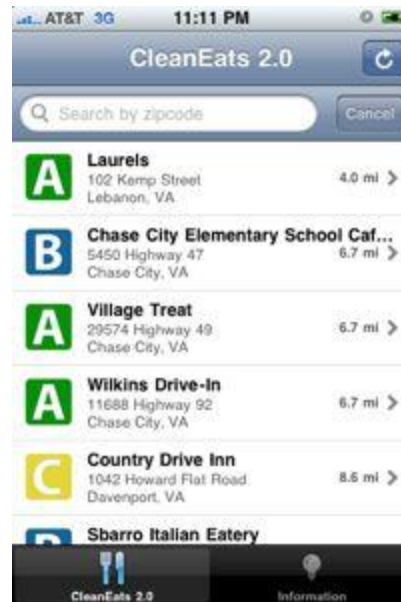 AT&T 3G 11:11 PM
CleanEats 2.0
Search by zipcode Cancel
A Laurels
102 Kemp Street 4.0 mi
Lebanon, VA
B Chase City Elementary School Caf...
5450 Highway 47 6.7 mi
Chase City, VA
A Village Treat
29574 Highway 49 6.7 mi
Chase City, VA
A Wilkins Drive-In
11688 Highway 92 6.7 mi
Chase City, VA
C Country Drive Inn
1042 Howard Flat Road 8.6 mi
Davenport, VA
B Sbarro Italian Eatery
CleanEats 2.0 Information